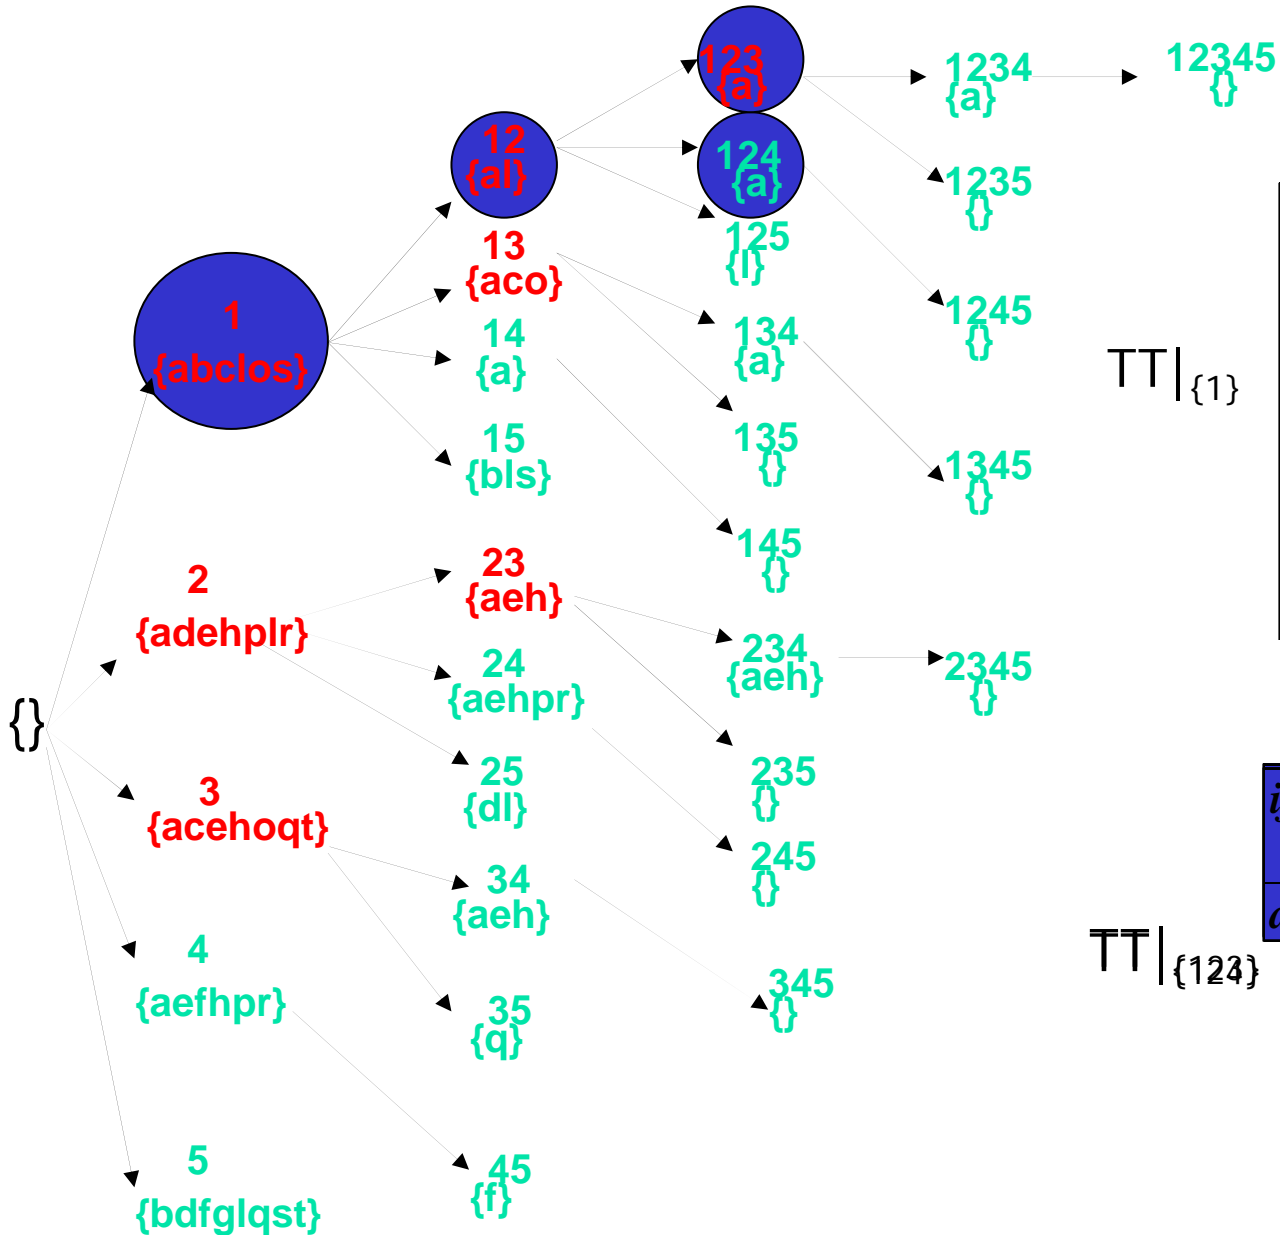 {}
1
{abclos}
2
{adehplr}
3
{acehoqt}
4
{aefhpr}
5
{bdfglqst}
12
{al}
13
{aco}
14
{a}
15
{bls}
23
{aeh}
24
{aehpr}
25
{dl}
34
{aeh}
35
{q}
45
{f}
123
{a}
124
{a}
125
{l}
134
{a}
135
{}
145
{}
234
{aeh}
235
{}
245
{}
345
{}
1234
{a}
1235
{}
1245
{}
1345
{}
2345
{}
12345
{}
TT|{1}